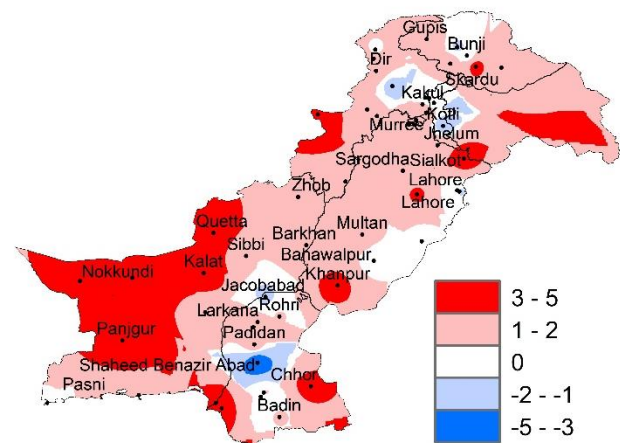 Gupis
Bunji
Dir
Skardu
Kakul
Kotli
Murree
Jhelum
Sargodha
Sialkot
Zhob
Lahore
Lahore
Quetta
Multan
Sibbi
Barkhan
Kalat
Bahawalpur
Nokkundi
Khanpur
Jacobabad
Larkana
Rohri
Panjgur
Padidan
Shaheed Benazir Abad
Chhor
Pasni
Badin
3 - 5
1 - 2
0
-2 - -1
-5 - -3